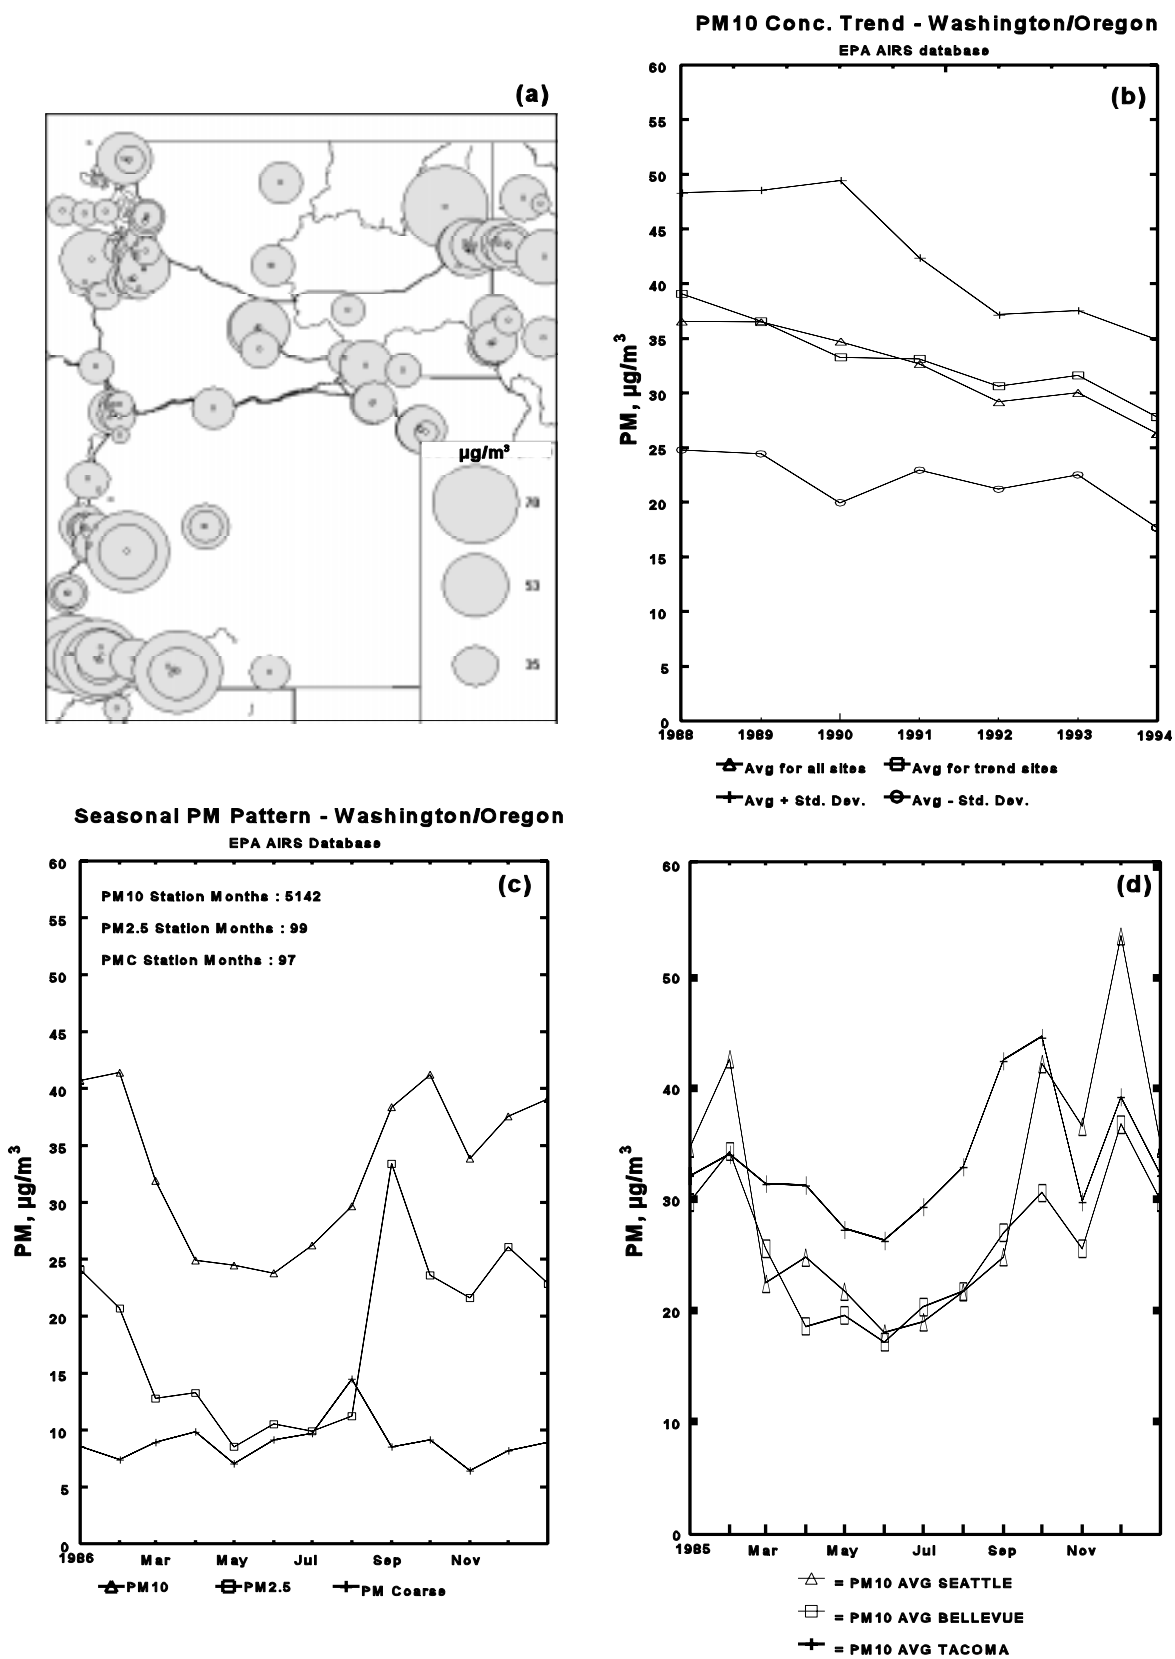 (a)
µg/m³
70
53
35
PM10 Conc. Trend - Washington/Oregon
EPA AIRS database
(b)
60
55
50
45
40
35
30
25
20
15
10
5
0
PM, µg/m³
1988 1989 1990 1991 1992 1993 1994
Avg for all sites Avg for trend sites
Avg + Std. Dev. Avg - Std. Dev.
Seasonal PM Pattern - Washington/Oregon
EPA AIRS Database
(c)
PM10 Station Months : 5142
PM2.5 Station Months : 99
PMC Station Months : 97
60
55
50
45
40
35
30
25
20
15
10
5
0
PM, µg/m³
1986 Mar May Jul Sep Nov
PM10 PM2.5 PM Coarse
(d)
60
50
40
30
20
10
0
PM, µg/m³
1985 Mar May Jul Sep Nov
= PM10 AVG SEATTLE
= PM10 AVG BELLEVUE
= PM10 AVG TACOMA